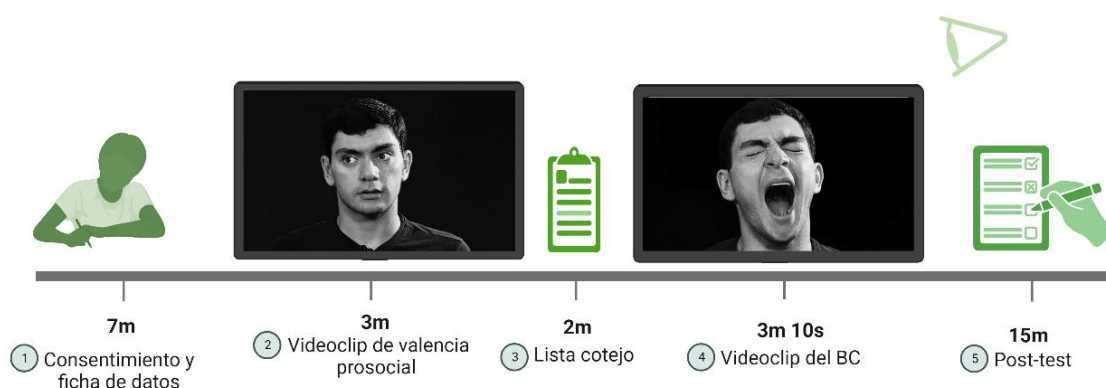 7m
1 Consentimiento y
ficha de datos
3m
2 Videoclip de valencia
prosocial
2m
3 Lista cotejo
3m 10s
4 Videoclip del BC
15m
5 Post-test